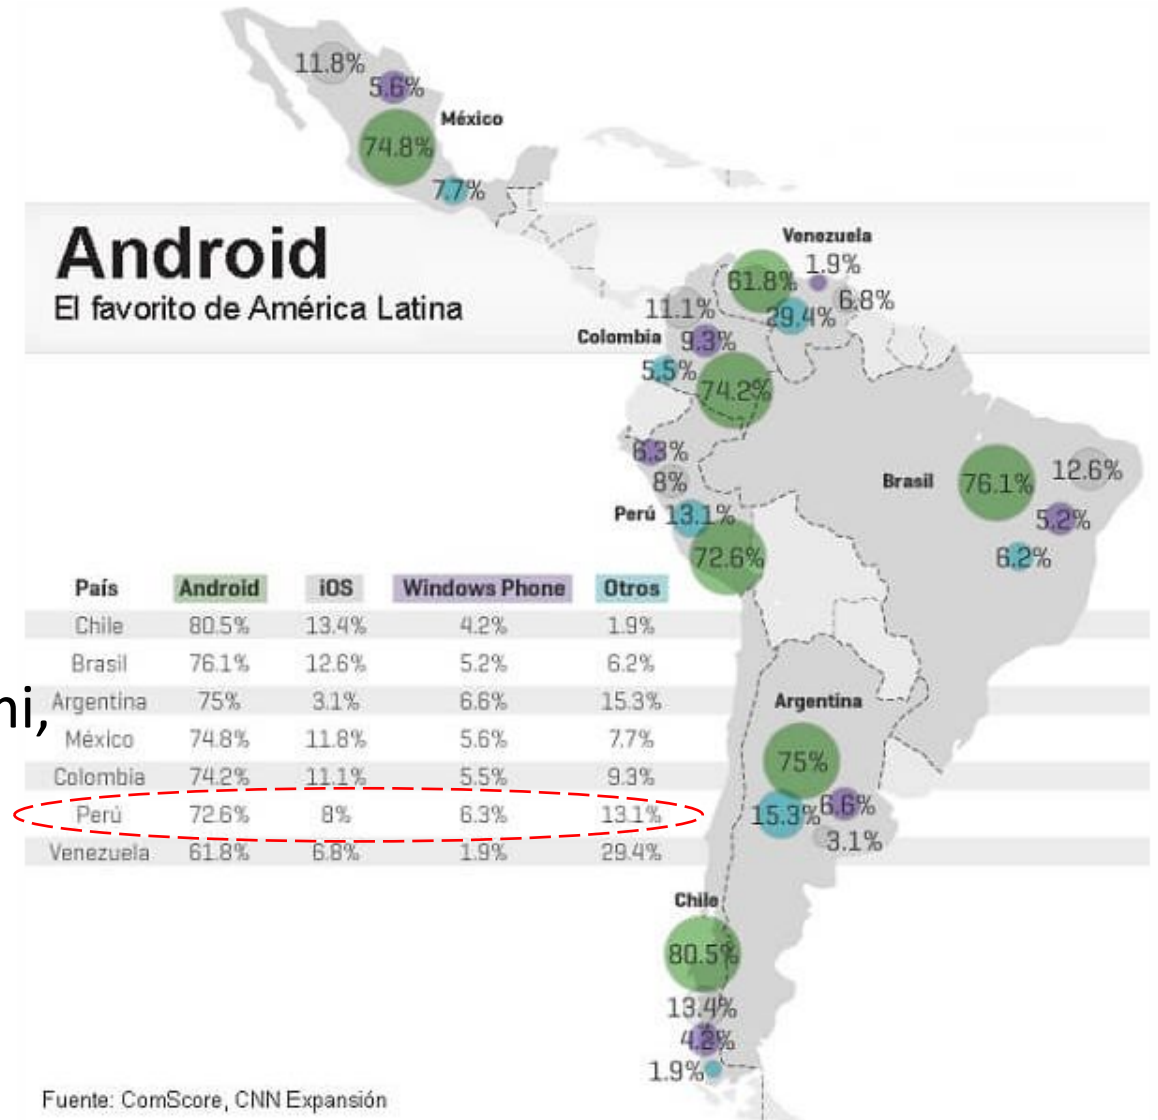 11.8%
5.6%
México
74.8%
7.7%
Android
El favorito de América Latina
Venezuela
1.9%
61.8%
6.8%
29.4%
11.1%
Colombia
9.3%
5.5%
74.2%
6.3%
8%
Perú
13.1%
72.6%
Brasil
76.1%
12.6%
5.2%
6.2%
País Android iOS Windows Phone Otros
Chile 80.5% 13.4% 4.2% 1.9%
Brasil 76.1% 12.6% 5.2% 6.2%
Argentina 75% 3.1% 6.6% 15.3%
México 74.8% 11.8% 5.6% 7.7%
Colombia 74.2% 11.1% 5.5% 9.3%
Perú 72.6% 8% 6.3% 13.1%
Venezuela 61.8% 6.8% 1.9% 29.4%
Argentina
75%
15.3%
6.6%
3.1%
Chile
80.5%
13.4%
4.2%
1.9%
Fuente: ComScore, CNN Expansión